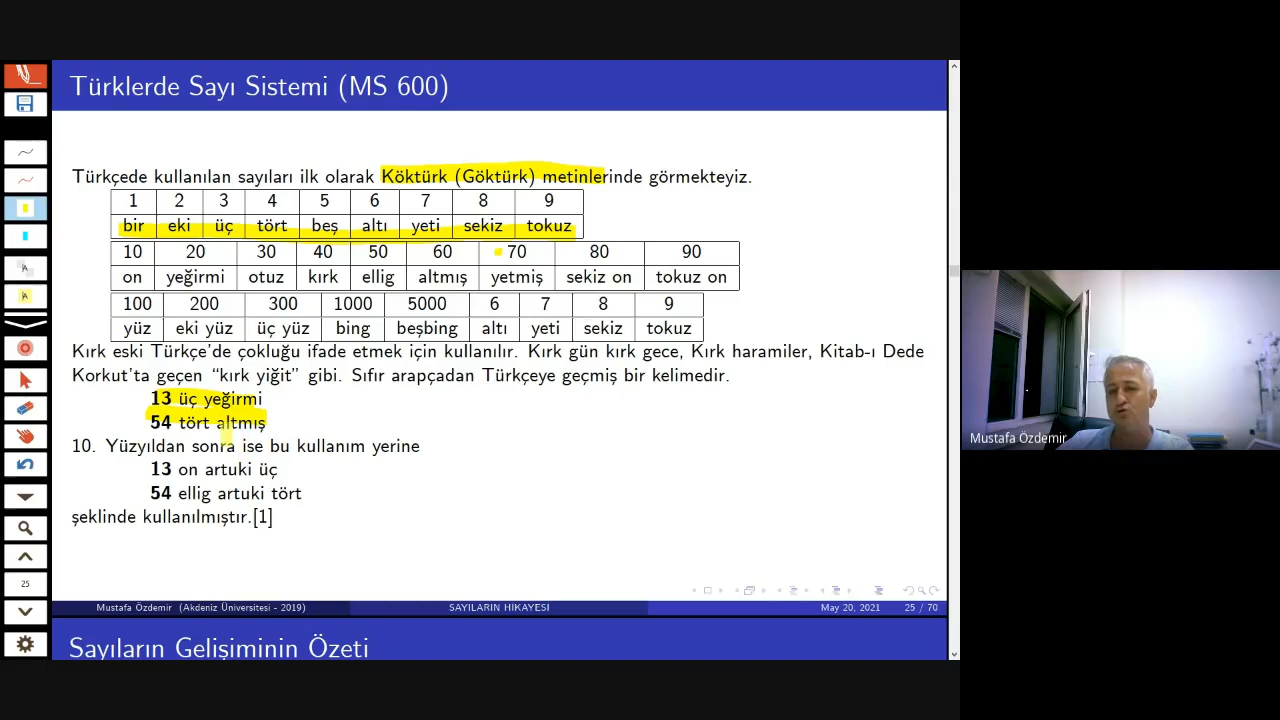 Türklerde Sayı Sistemi (MS 600)
Türkçede kullanılan sayıları ilk olarak Köktürk (Göktürk) metinlerinde görmekteyiz.
1 2 3 4 5 6 7 8 9
bir eki üç tört beş altı yeti sekiz tokuz
10 20 30 40 50 60 70 80 90
on yeğirmi otuz kırk ellig altmış yetmiş sekiz on tokuz on
100 200 300 1000 5000 6 7 8 9
yüz eki yüz üç yüz bing beşbing altı yeti sekiz tokuz
Kırk eski Türkçe'de çokluğu ifade etmek için kullanılır. Kırk gün kırk gece, Kırk haramiler, Kitab-ı Dede
Korkut'ta geçen “kırk yiğit” gibi. Sıfır arapçadan Türkçeye geçmiş bir kelimedir.
13 üç yeğirmi
54 tört altmış
10. Yüzyıldan sonra ise bu kullanım yerine
13 on artuki üç
54 ellig artuki tört
şeklinde kullanılmıştır.[1]
Mustafa Özdemir (Akdeniz Üniversitesi - 2019) SAYILARIN HİKAYESİ May 20, 2021 25 / 70
Sayıların Gelişiminin Özeti
A
A
25
Mustafa Özdemir